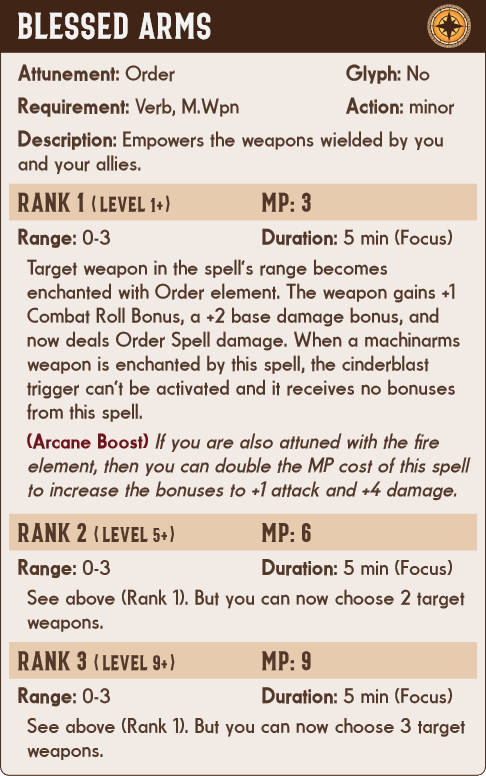 BLESSED ARMS
Attunement: Order Glyph: No
Requirement: Verb, M.Wpn Action: minor
Description: Empowers the weapons wielded by you
and your allies.
RANK 1 (LEVEL 1+) MP: 3
Range: 0-3 Duration: 5 min (Focus)
Target weapon in the spell's range becomes
enchanted with Order element. The weapon gains +1
Combat Roll Bonus, a +2 base damage bonus, and
now deals Order Spell damage. When a machinarms
weapon is enchanted by this spell, the cinderblast
trigger can't be activated and it receives no bonuses
from this spell.
(Arcane Boost) If you are also attuned with the fire
element, then you can double the MP cost of this spell
to increase the bonuses to +1 attack and +4 damage.
RANK 2 (LEVEL 5+) MP: 6
Range: 0-3 Duration: 5 min (Focus)
See above (Rank 1). But you can now choose 2 target
weapons.
RANK 3 (LEVEL 9+) MP: 9
Range: 0-3 Duration: 5 min (Focus)
See above (Rank 1). But you can now choose 3 target
weapons.